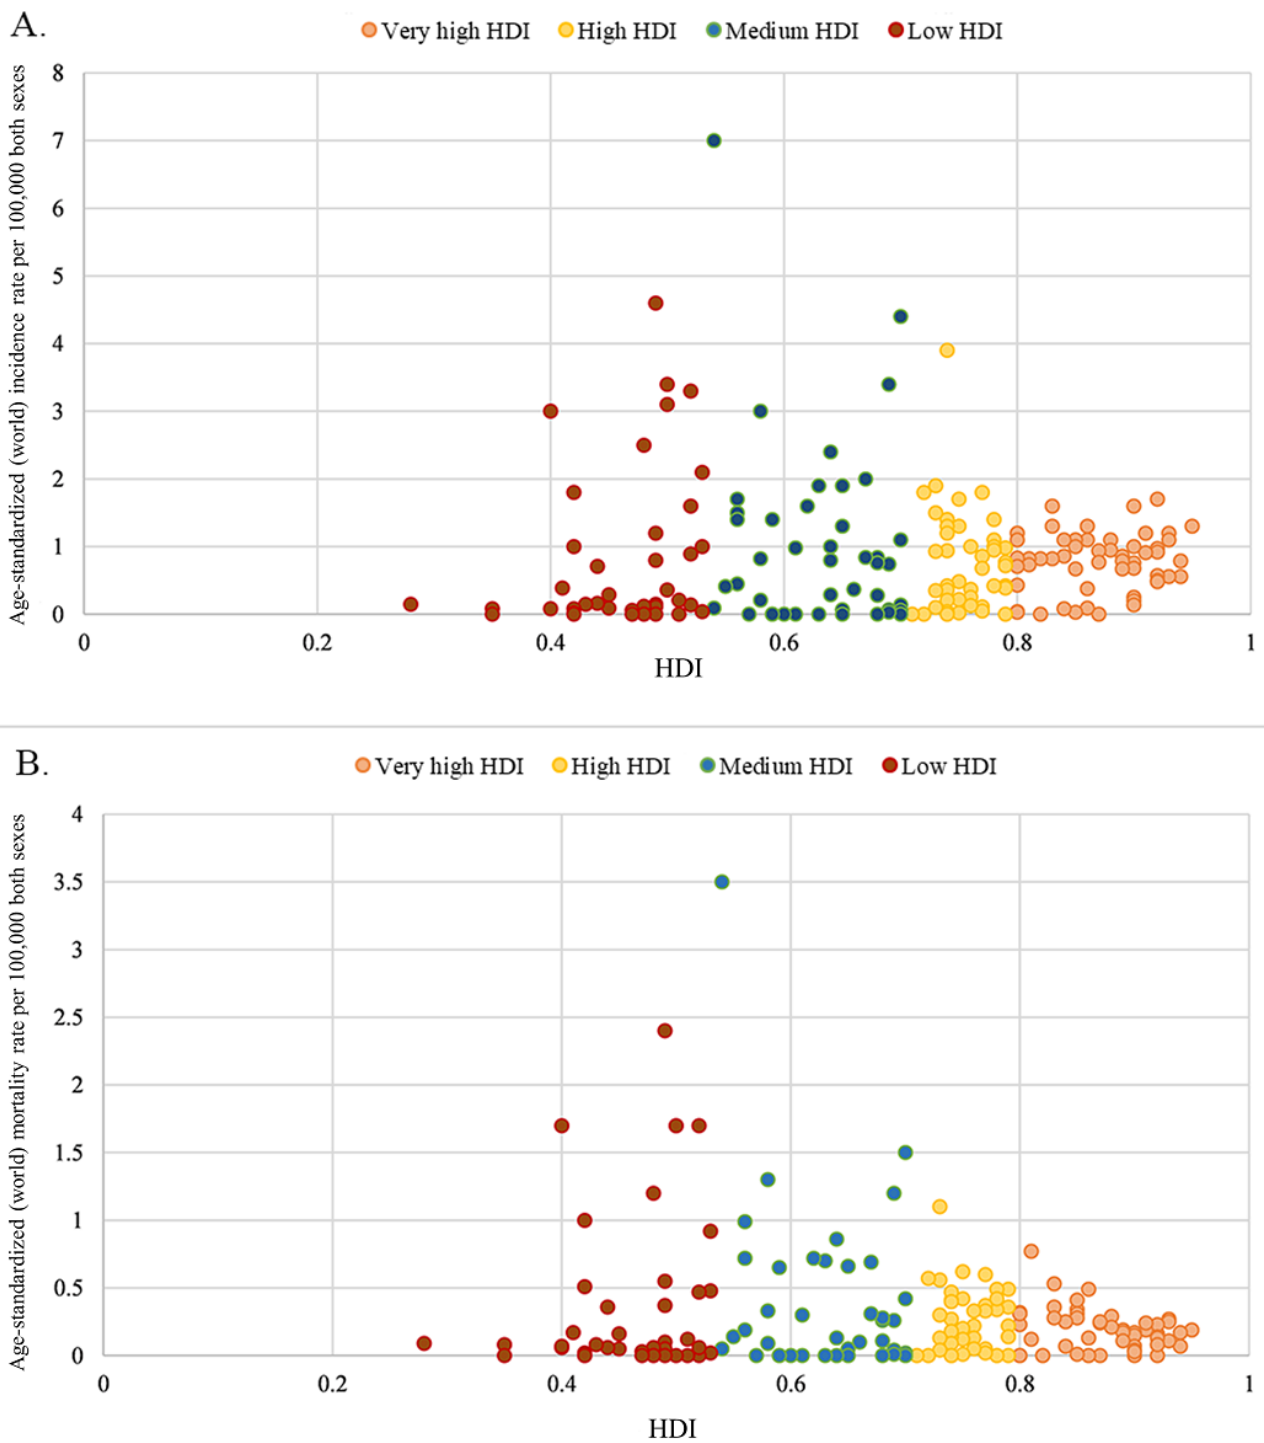 A.
Very high HDI High HDI Medium HDI Low HDI
Age-standardized (world) incidence rate per 100,000 both sexes
8
7
6
5
4
3
2
1
0
0 0.2 0.4 0.6 0.8 1
HDI
B.
Very high HDI High HDI Medium HDI Low HDI
Age-standardized (world) mortality rate per 100,000 both sexes
4
3.5
3
2.5
2
1.5
1
0.5
0
0 0.2 0.4 0.6 0.8 1
HDI